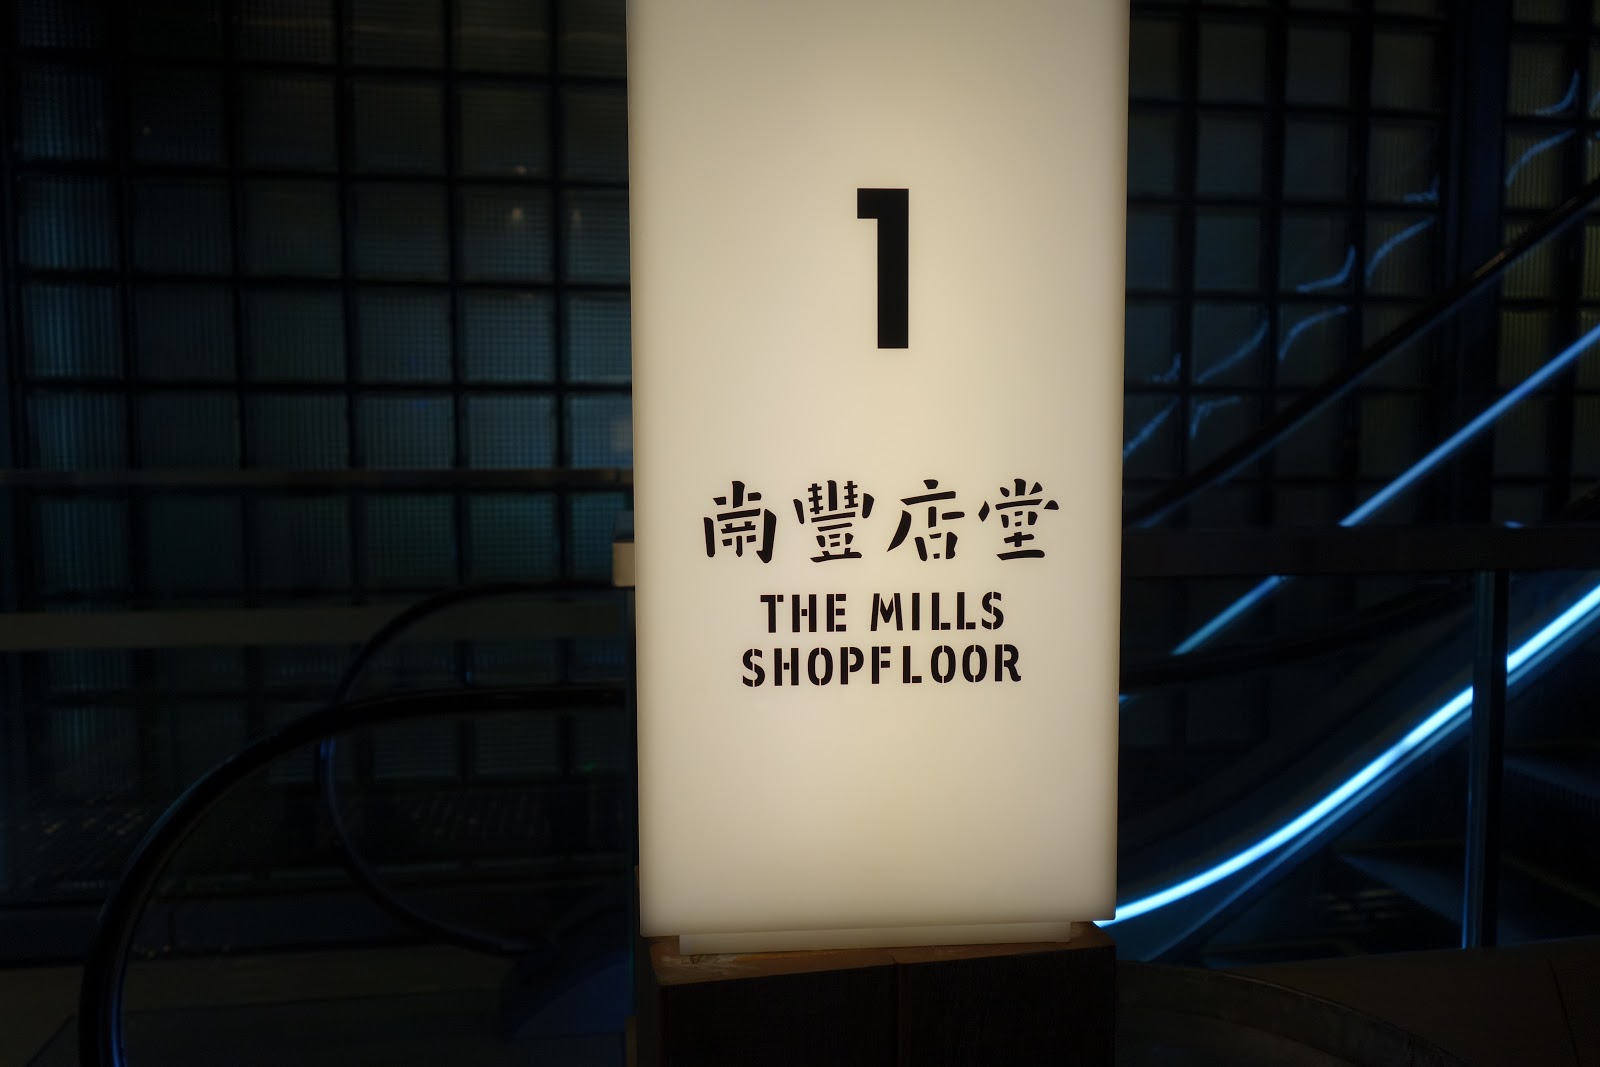 1
南豐店堂
THE MILLS
SHOPFLOOR